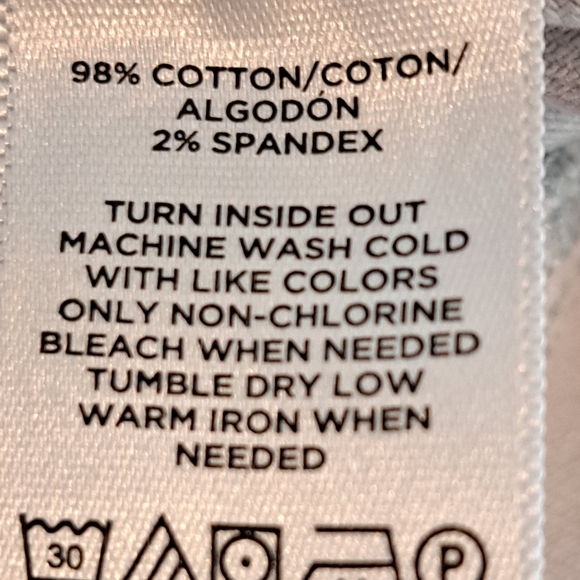 98% COTTON/COTON/
ALGODÓN
2% SPANDEX
TURN INSIDE OUT
MACHINE WASH COLD
WITH LIKE COLORS
ONLY NON-CHLORINE
BLEACH WHEN NEEDED
TUMBLE DRY LOW
WARM IRON WHEN
NEEDED
30 P